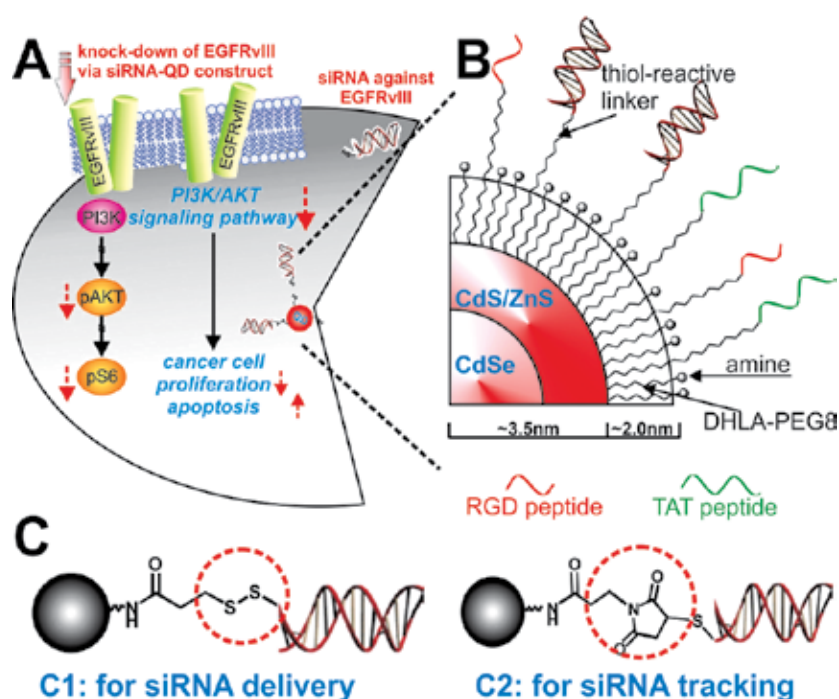 A
knock-down of EGFRvIII
via siRNA-QD construct
siRNA against
EGFRvIII
EGFRvIII
EGFRvIII
PI3K
PI3K/AKT
signaling pathway
pAKT
pS6
cancer cell
proliferation
apoptosis
B
thiol-reactive
linker
CdS/ZnS
CdSe
amine
DHLA-PEG8
~3.5nm
~2.0nm
RGD peptide
TAT peptide
C
O
N
H
S
S
C1: for siRNA delivery
O
N
H
N
O
O
S
C2: for siRNA tracking